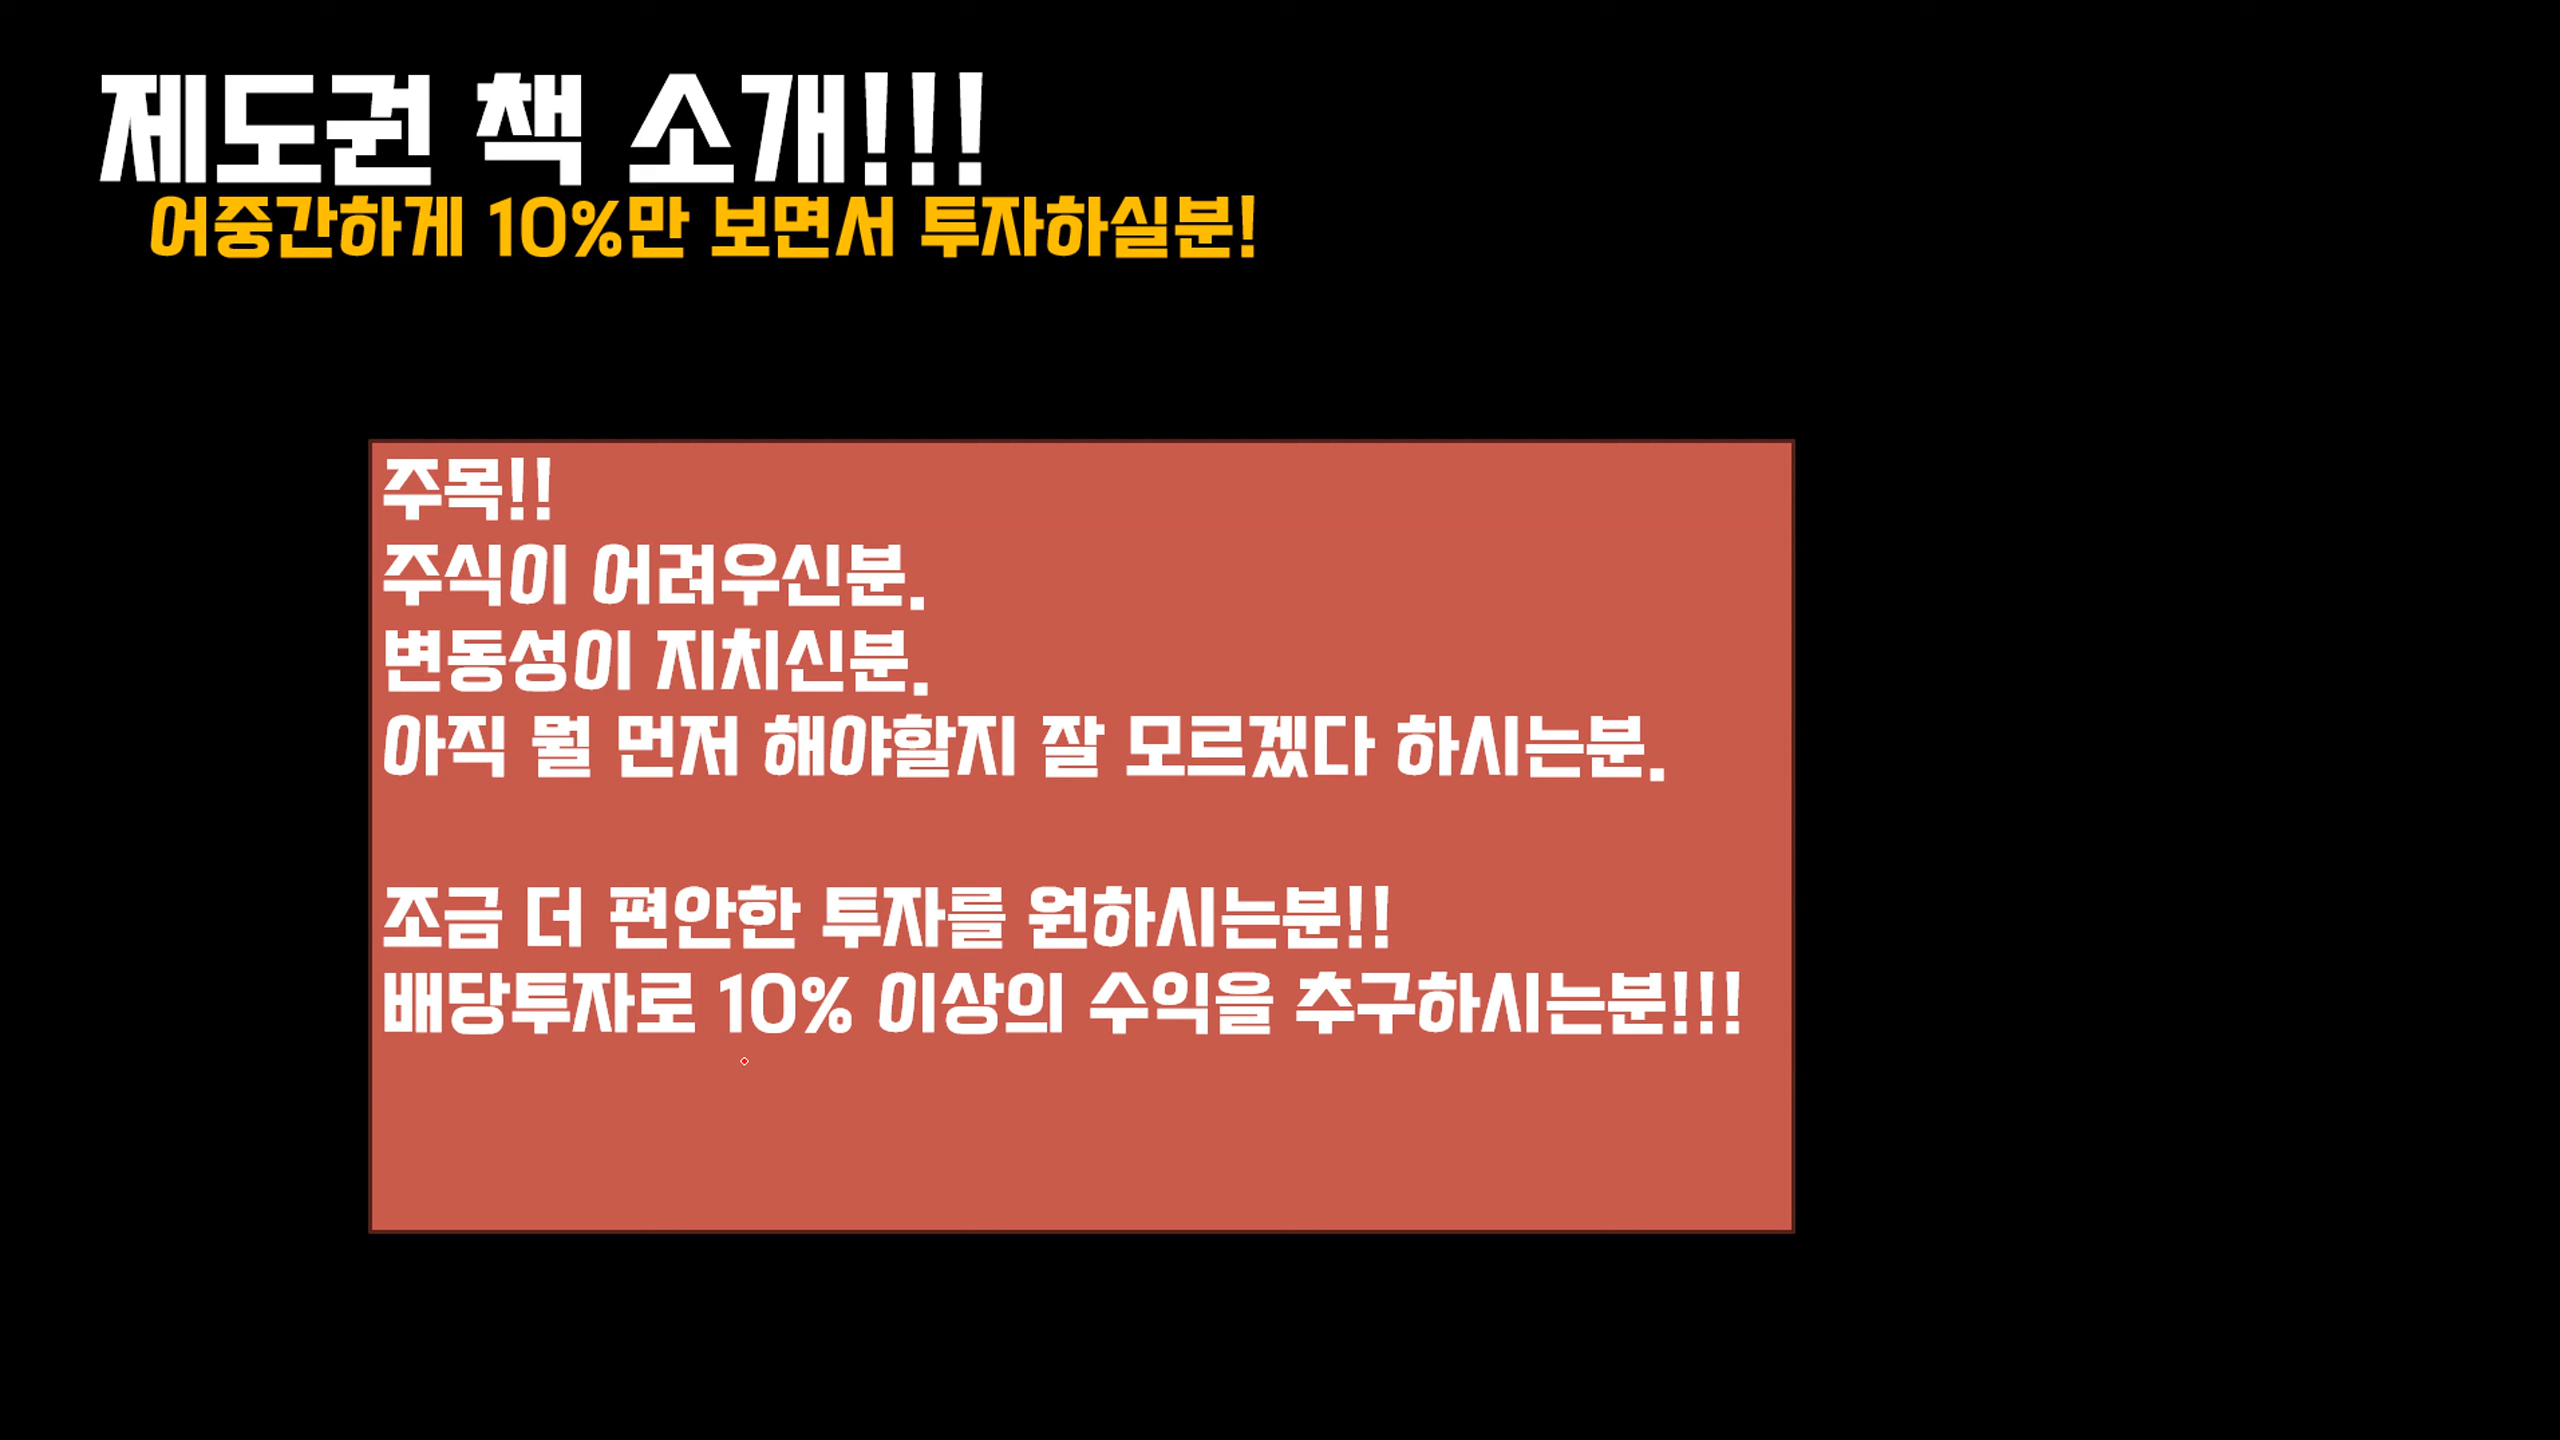 제도권 책 소개!!!
어중간하게 10%만 보면서 투자하실분!
주목!!
주식이 어려우신분.
변동성이 지치신분.
아직 뭘 먼저 해야할지 잘 모르겠다 하시는분.
조금 더 편안한 투자를 원하시는분!!
배당투자로 10% 이상의 수익을 추구하시는분!!!